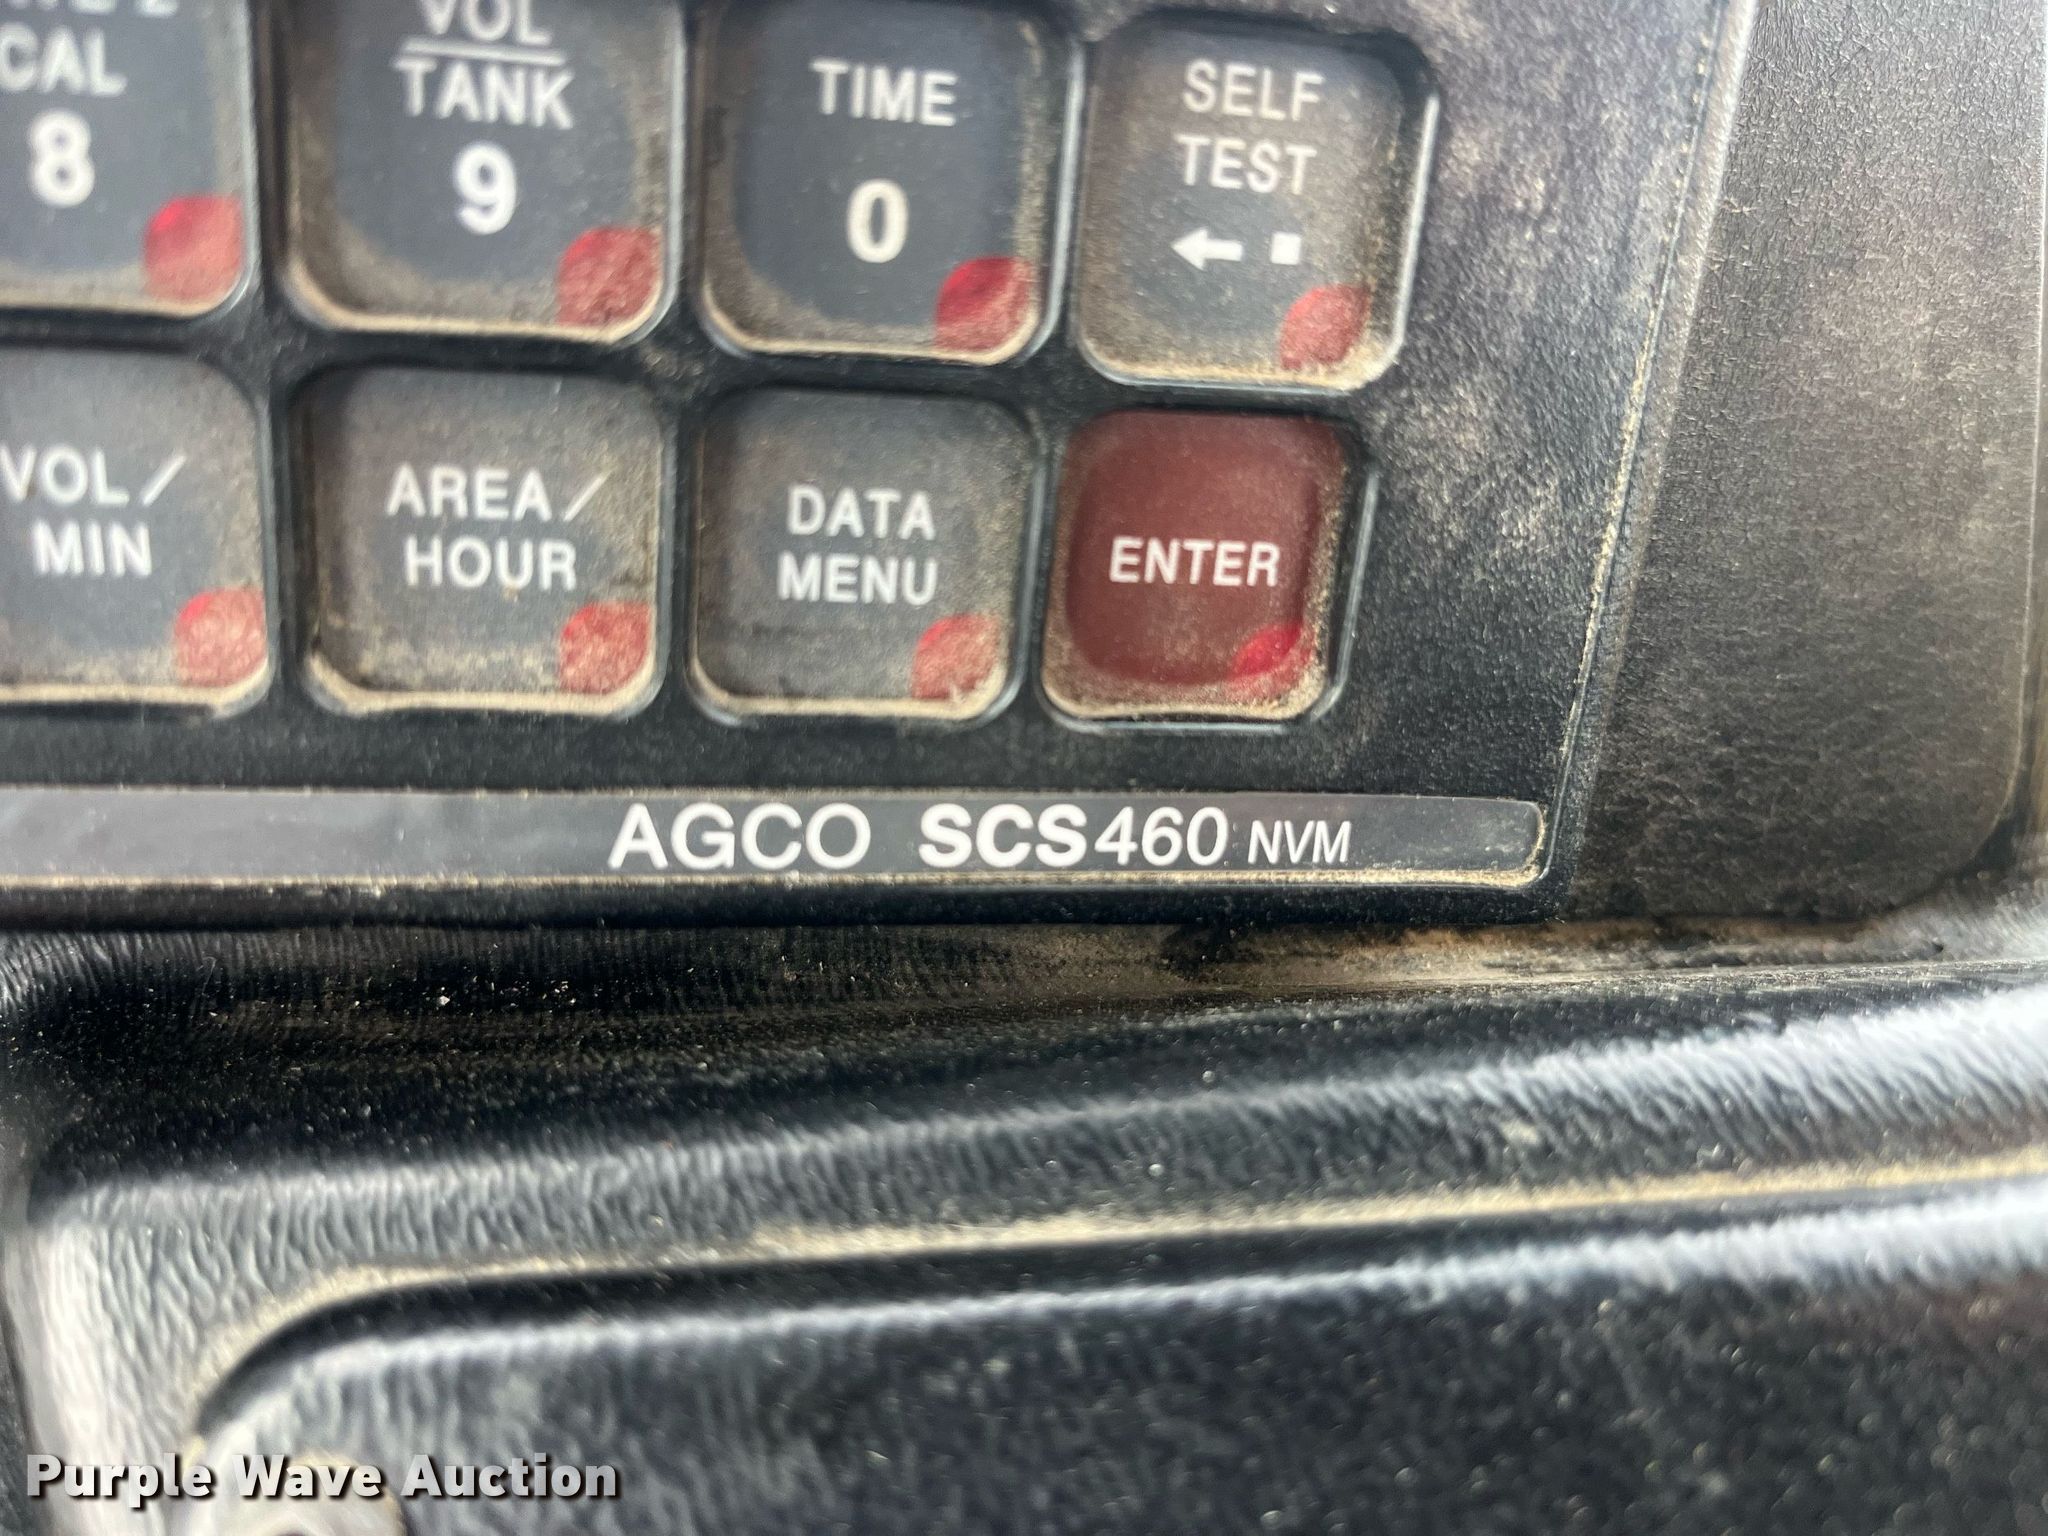 CAL
8
VOL
TANK
9
TIME
0
SELF
TEST
VOL/
MIN
AREA/
HOUR
DATA
MENU
ENTER
AGCO SCS460 NVM
Purple Wave Auction